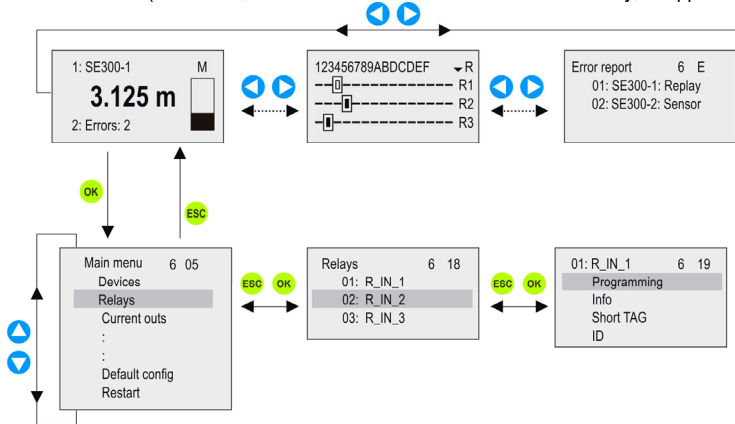 1: SE300-1 M
3.125 m
2: Errors: 2
123456789ABDCDEF R
R1
R2
R3
Error report 6 E
01: SE300-1: Replay
02: SE300-2: Sensor
OK
ESC
Main menu 6 05
Devices
Relays
Current outs
:
:
Default config
Restart
ESC OK
Relays 6 18
01: R_IN_1
02: R_IN_2
03: R_IN_3
ESC OK
01: R_IN_1 6 19
Programming
Info
Short TAG
ID